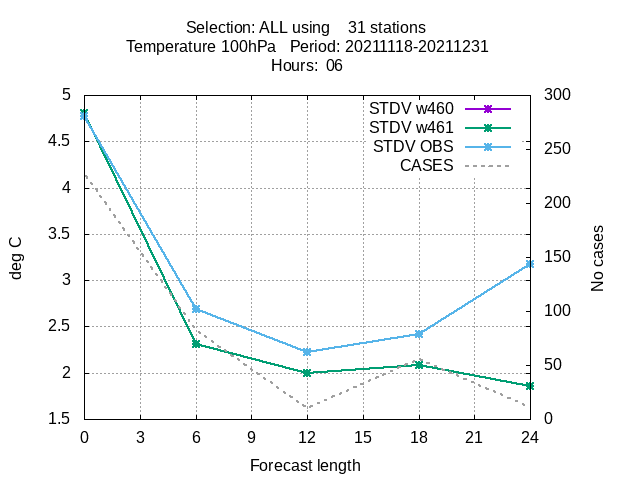 Selection: ALL using 31 stations
Temperature 100hPa Period: 20211118-20211231
Hours: 06
5
4.5
4
3.5
3
2.5
2
1.5
300
250
200
150
100
50
0
STDV w460
STDV w461
STDV OBS
CASES
deg C
No cases
0 3 6 9 12 15 18 21 24
Forecast length